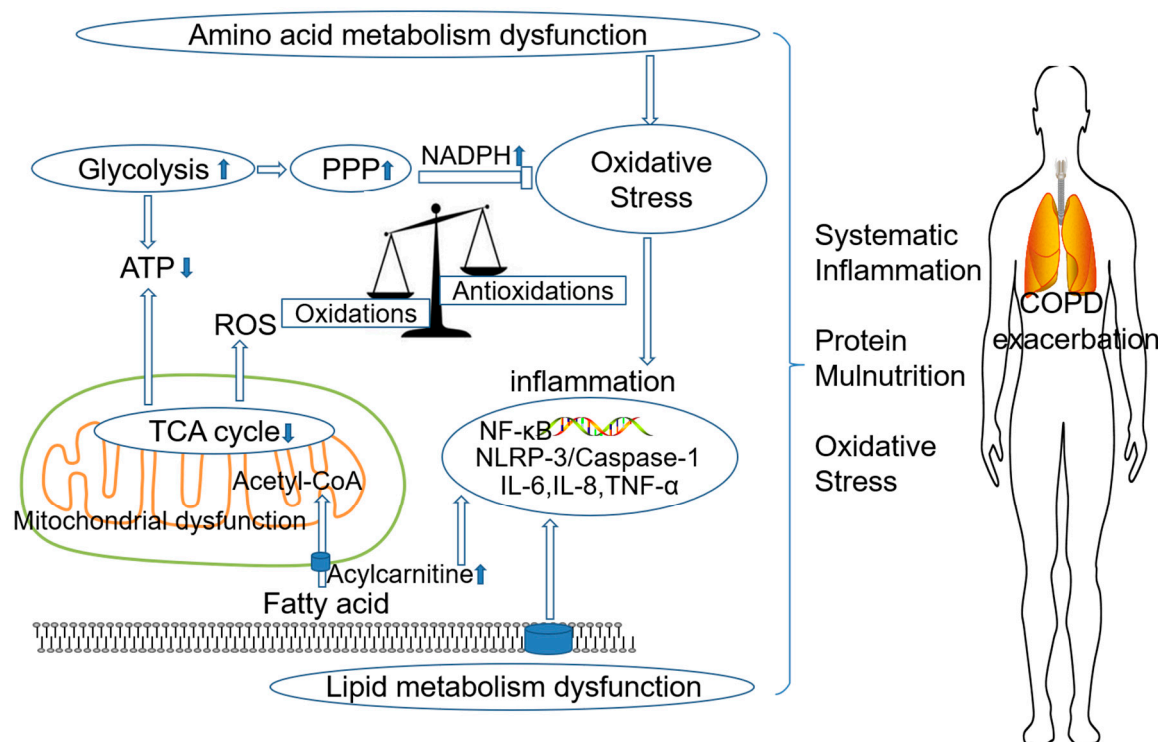 Amino acid metabolism dysfunction
Glycolysis
PPP
NADPH
Oxidative
Stress
ATP
Oxidations
Antioxidations
ROS
inflammation
NF-κB
NLRP-3/Caspase-1
IL-6,IL-8,TNF-α
TCA cycle
Acetyl-CoA
Mitochondrial dysfunction
Acylcarnitine
Fatty acid
Lipid metabolism dysfunction
Systematic
Inflammation
Protein
Mulnutrition
Oxidative
Stress
COPD
exacerbation